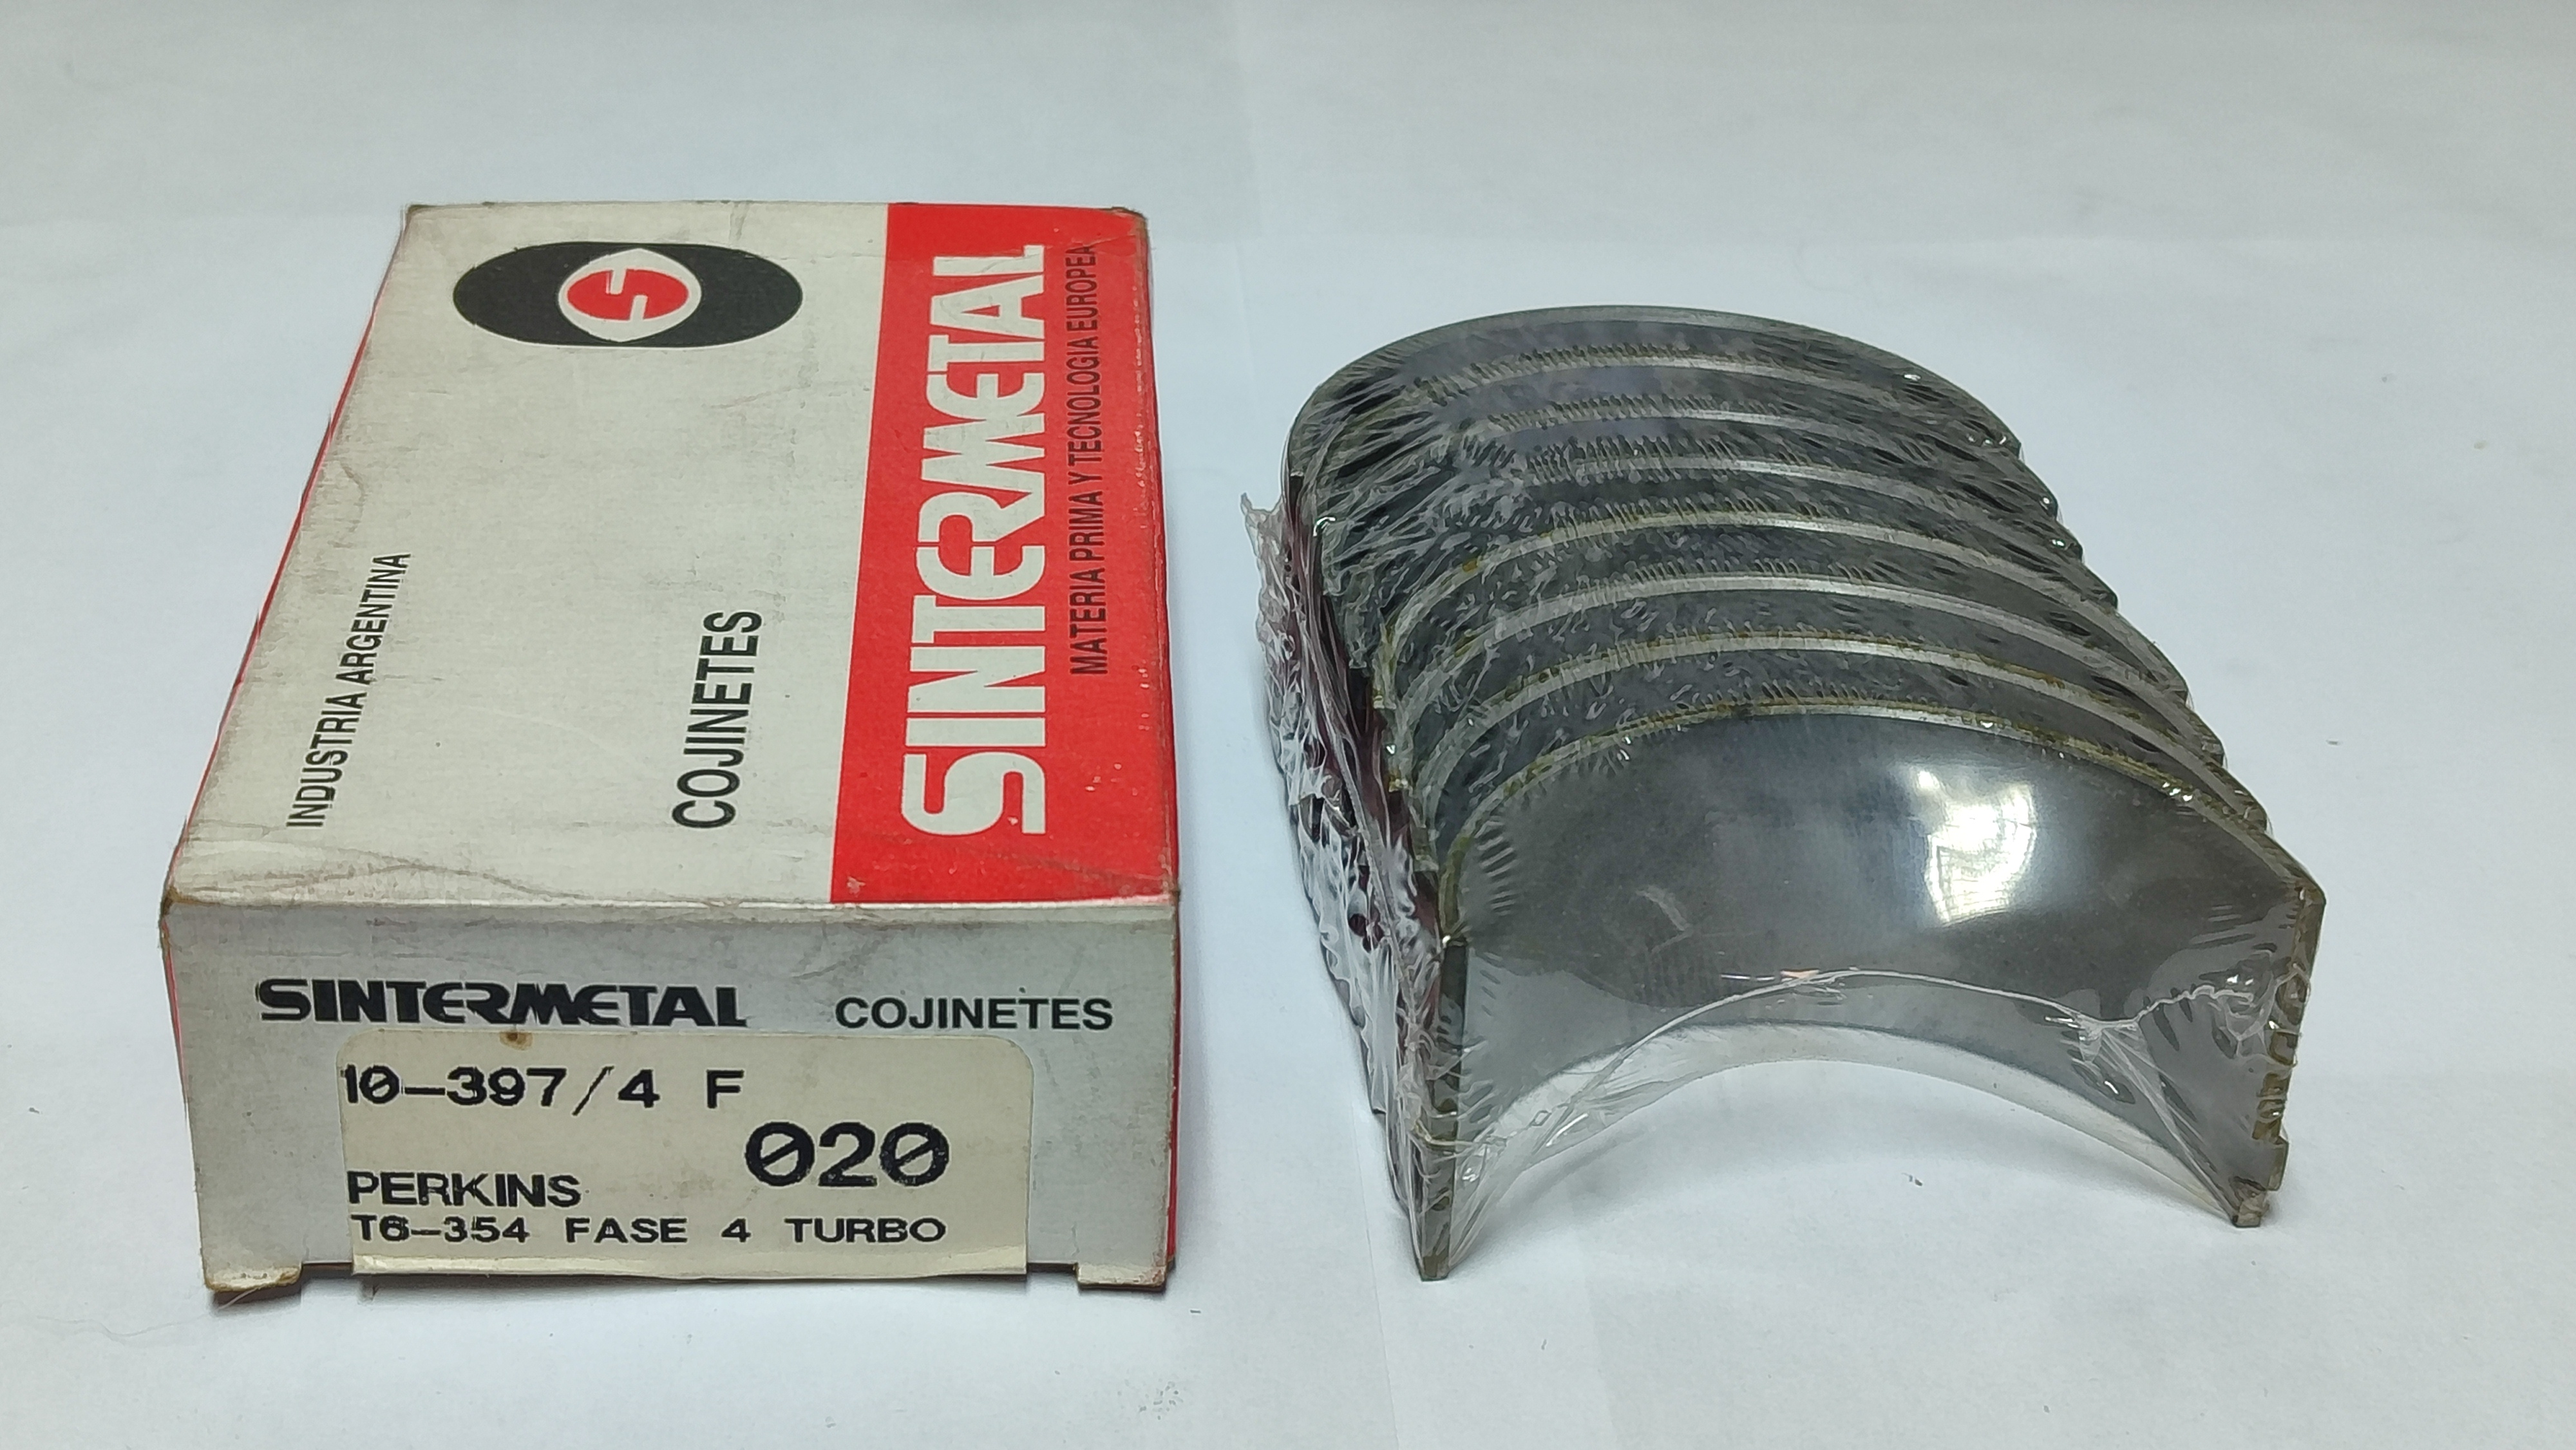 INDUSTRIA ARGENTINA
COJINETES
SINTERMETAL
MATERIA PRIMA Y TECNOLOGIA EUROPEA
SINTERMETAL COJINETES
10-397/4 F
020
PERKINS
T6-354 FASE 4 TURBO